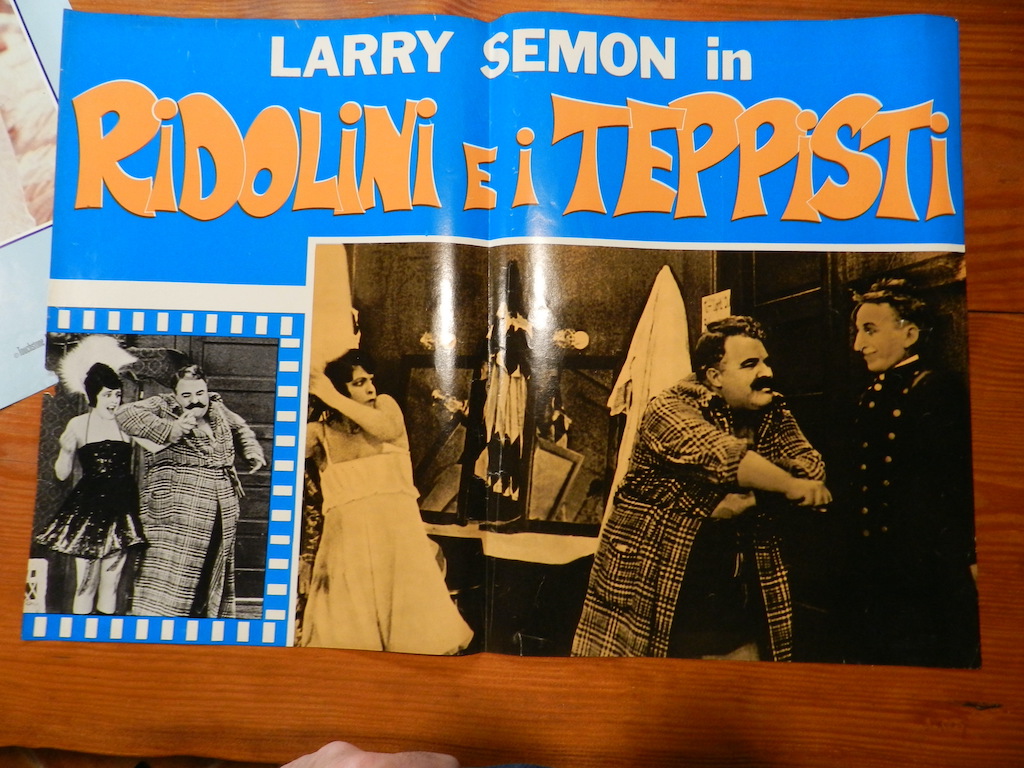 LARRY SEMON in
RIDOLINI E i TEPPISTI